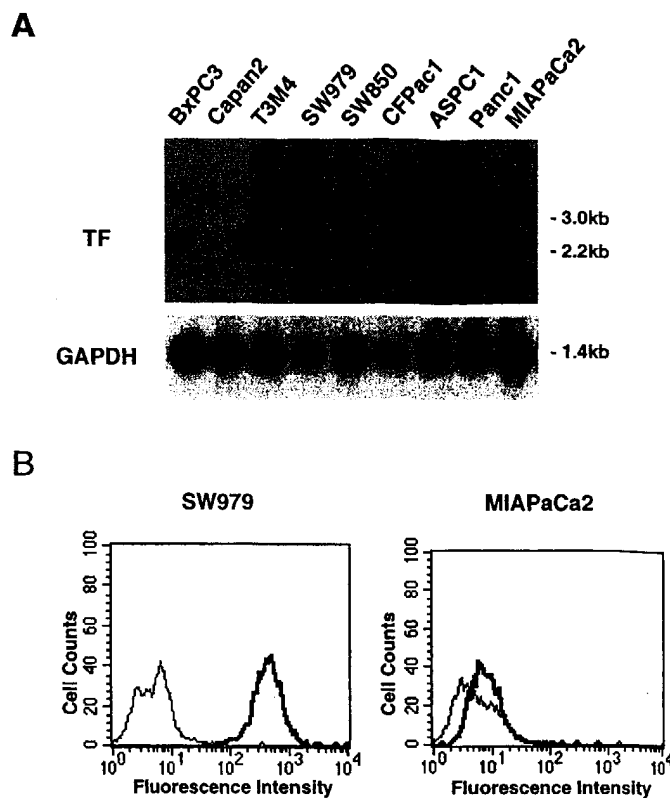 A
BxPC3 Capan2 T3M4 SW979 SW850 CFPac1 ASPC1 Panc1 MIAPaCa2
TF
- 3.0kb
- 2.2kb
GAPDH
- 1.4kb
B
SW979
MIAPaCa2
100
80
60
40
20
0
Cell Counts
10^0 10^1 10^2 10^3 10^4
Fluorescence Intensity
100
80
60
40
20
0
Cell Counts
10^0 10^1 10^2 10^3 10^4
Fluorescence Intensity